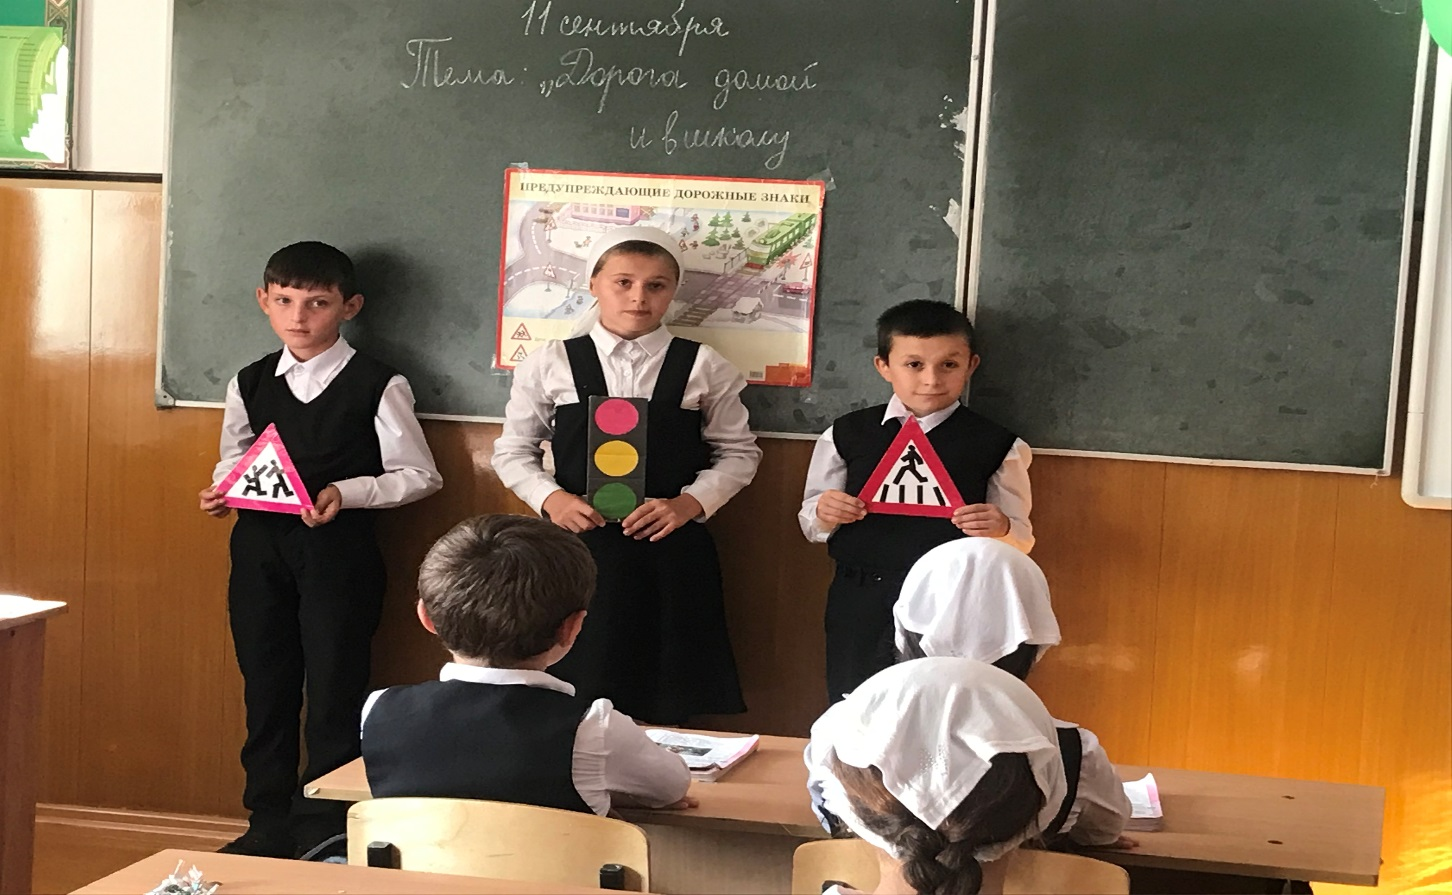 11 сентября
Тема: „Дорога домой
и в школу
ПРЕДУПРЕЖДАЮЩИЕ ДОРОЖНЫЕ ЗНАКИ